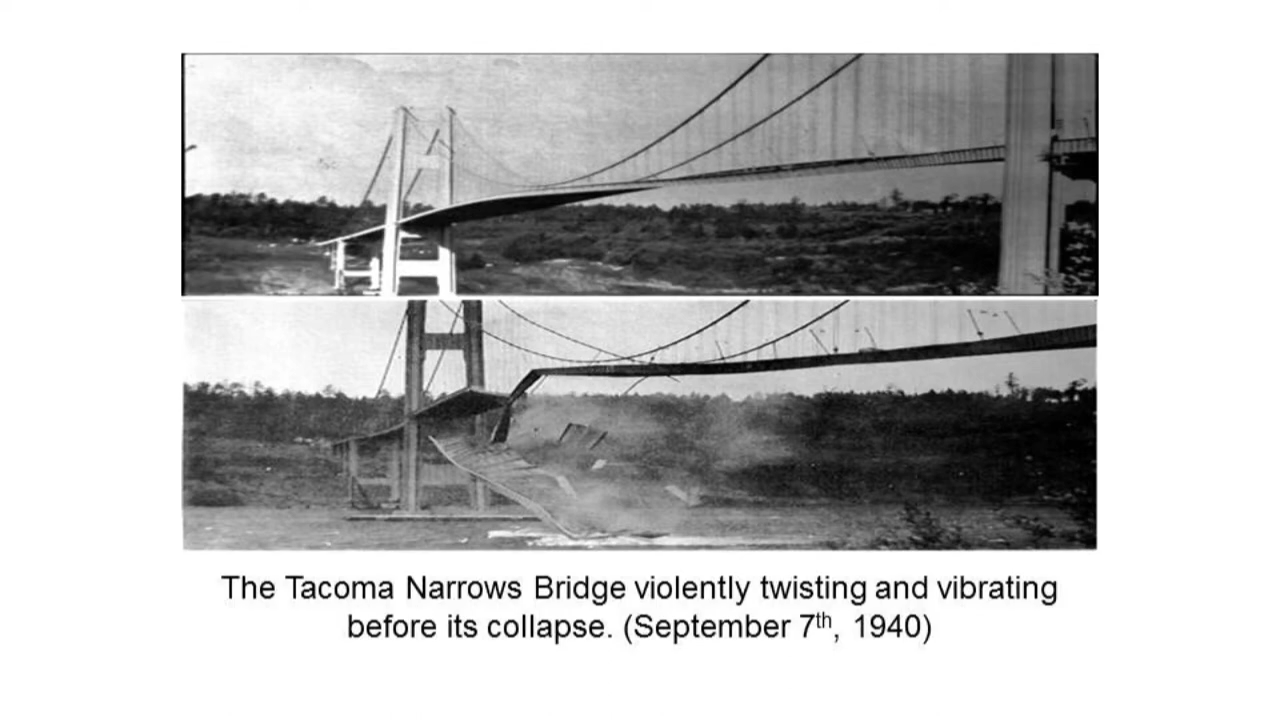 The Tacoma Narrows Bridge violently twisting and vibrating
before its collapse. (September 7th, 1940)